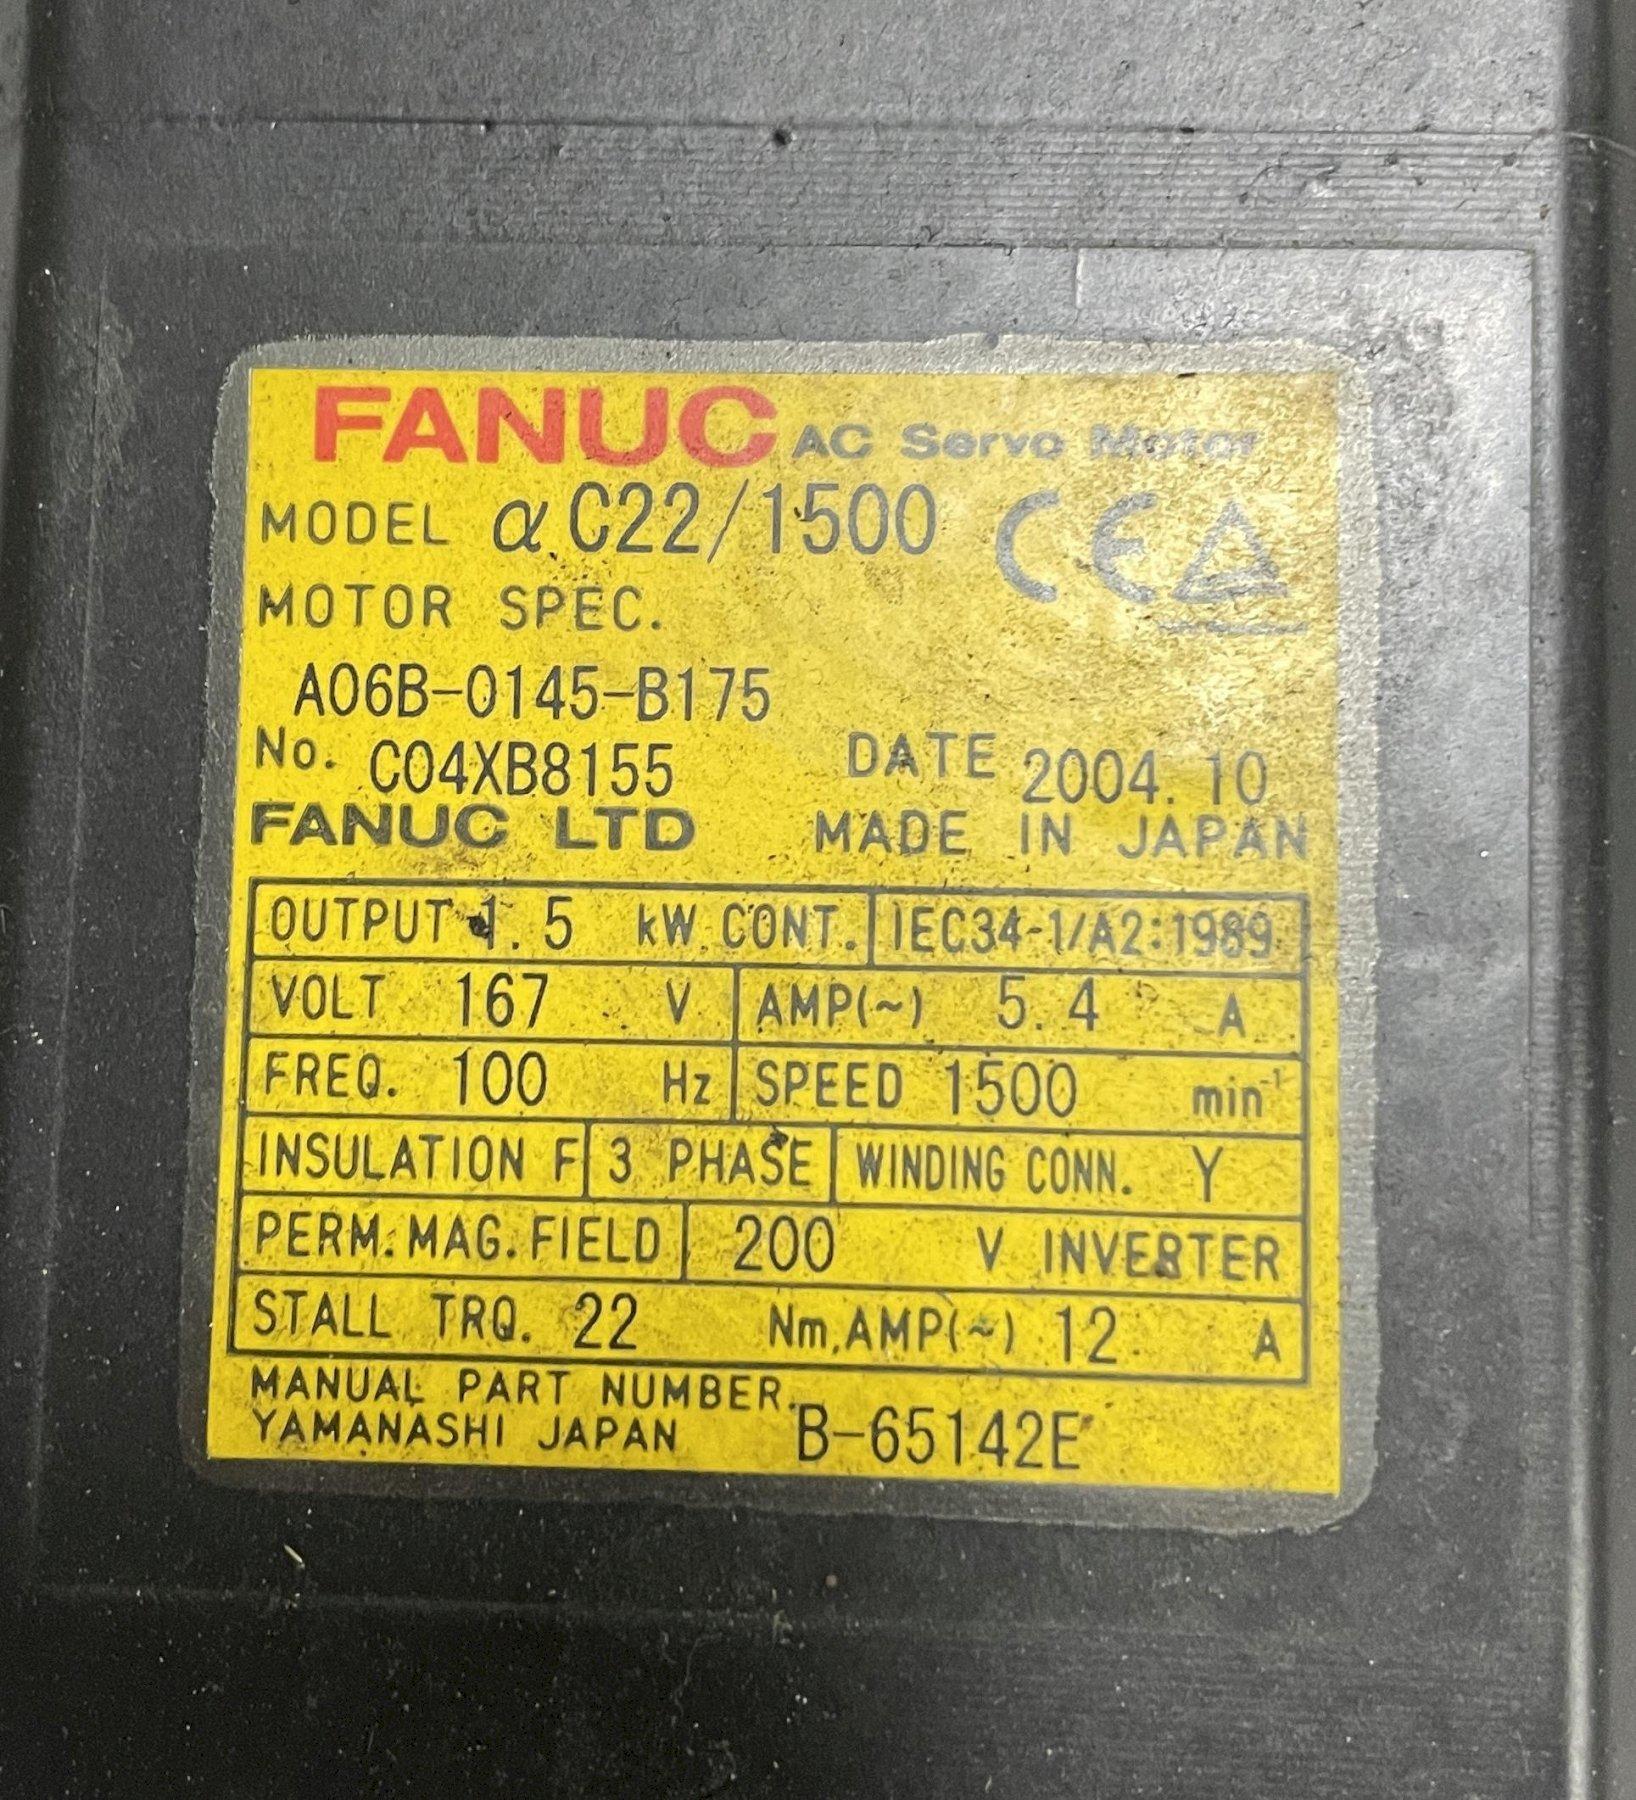 FANUC AC Servo Motor
MODEL α C22/1500 CE
MOTOR SPEC.
A06B-0145-B175
No. C04XB8155 DATE 2004.10
FANUC LTD MADE IN JAPAN
OUTPUT 1.5 kW CONT. IEC34-1/A2:1989
VOLT 167 V AMP(~) 5.4 A
FREQ. 100 Hz SPEED 1500 min-1
INSULATION F 3 PHASE WINDING CONN. Y
PERM. MAG. FIELD 200 V INVERTER
STALL TRQ. 22 Nm, AMP(~) 12 A
MANUAL PART NUMBER.
YAMANASHI JAPAN B-65142E